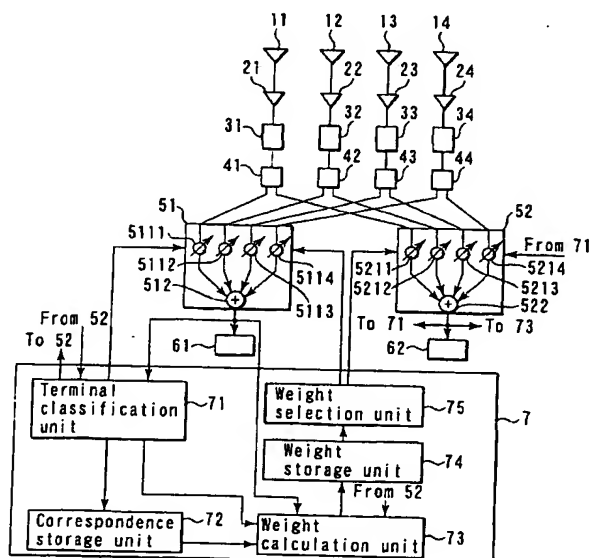 11 12 13 14
21 22 23 24
31 32 33 34
41 42 43 44
51 52
5111 5112 5113 5114
5211 5212 5213 5214
From 71
512 522
To 71 To 73
61 62
From 52
To 52
Terminal
classification
unit
71
Weight
selection unit
75
7
Weight
storage unit
74
From 52
72
Correspondence
storage unit
Weight
calculation unit
73